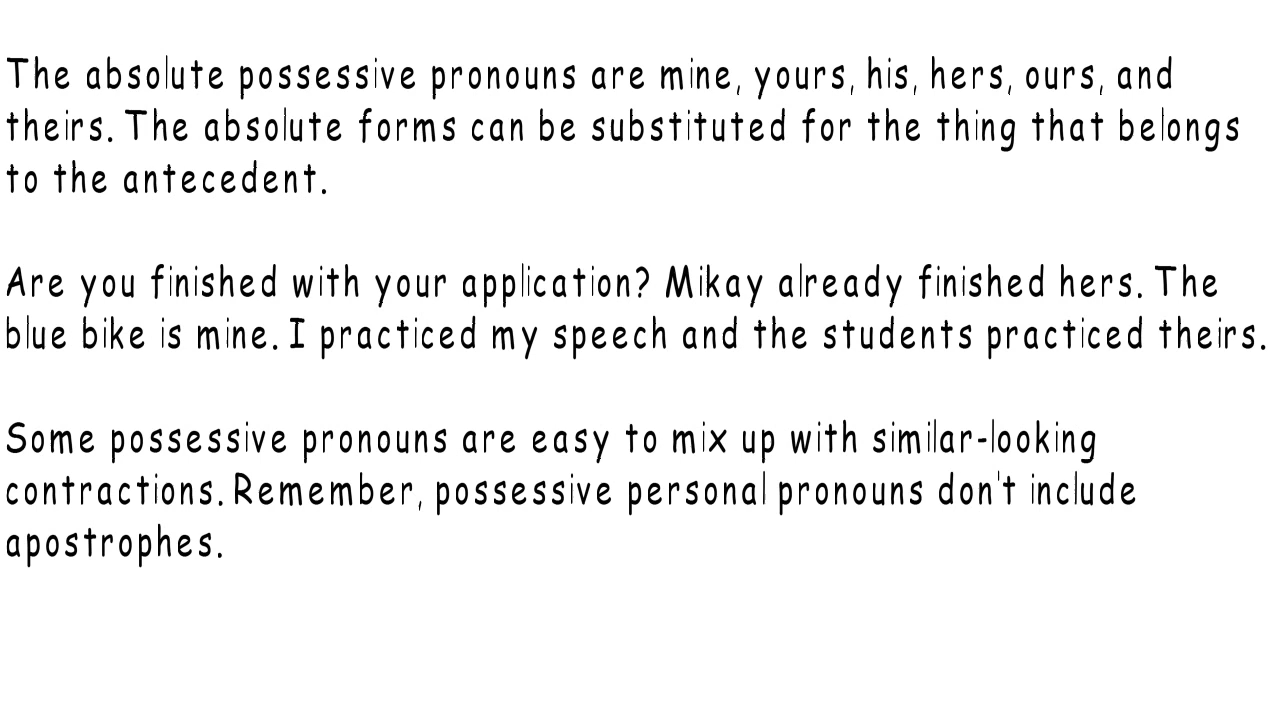 The absolute possessive pronouns are mine, yours, his, hers, ours, and
theirs. The absolute forms can be substituted for the thing that belongs
to the antecedent.
Are you finished with your application? Mikay already finished hers. The
blue bike is mine. I practiced my speech and the students practiced theirs.
Some possessive pronouns are easy to mix up with similar-looking
contractions. Remember, possessive personal pronouns don't include
apostrophes.